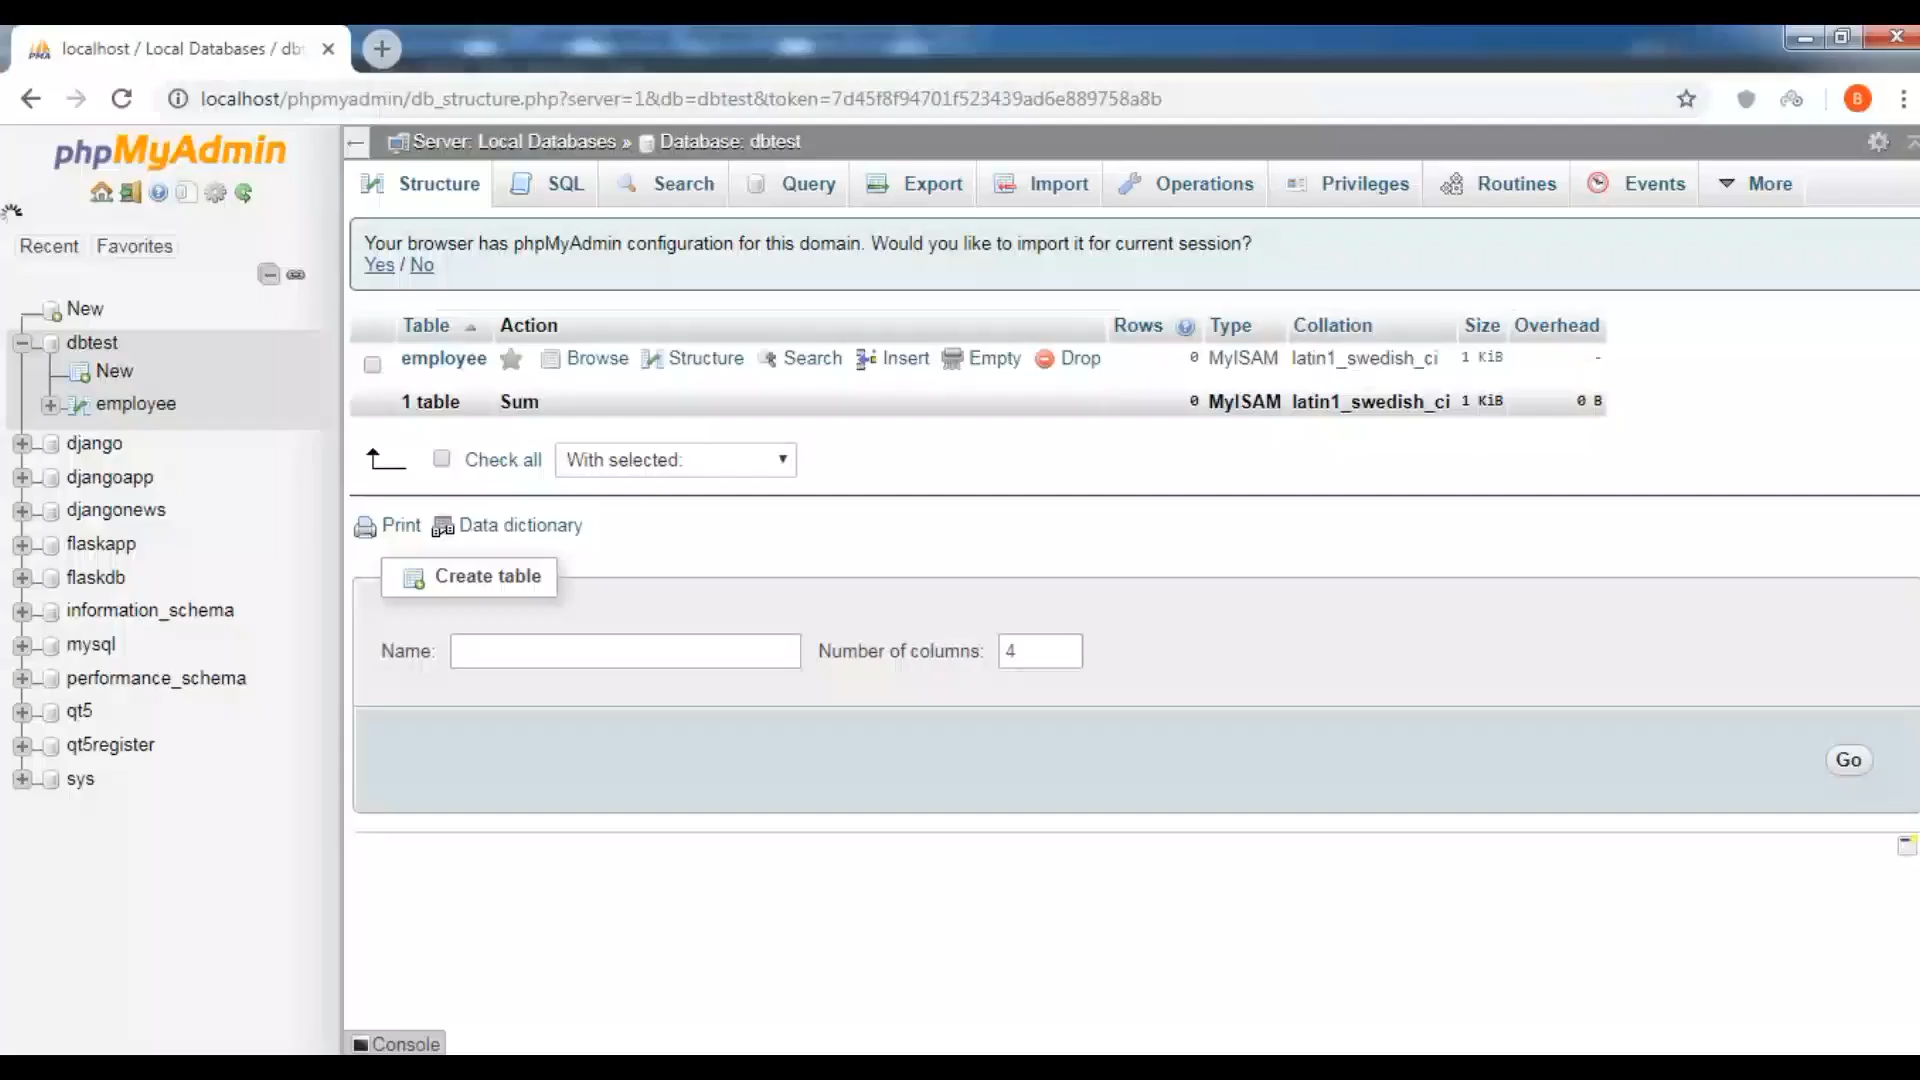 localhost / Local Databases / dbt
localhost/phpmyadmin/db_structure.php?server=1&db=dbtest&token=7d45f8f94701f523439ad6e889758a8b
B
phpMyAdmin
Recent Favorites
New
dbtest
New
employee
django
djangoapp
djangonews
flaskapp
flaskdb
information_schema
mysql
performance_schema
qt5
qt5register
sys
Server: Local Databases » Database: dbtest
Structure SQL Search Query Export Import Operations Privileges Routines Events More
Your browser has phpMyAdmin configuration for this domain. Would you like to import it for current session?
Yes / No
Table Action Rows Type Collation Size Overhead
employee Browse Structure Search Insert Empty Drop 0 MyISAM latin1_swedish_ci 1 KiB -
1 table Sum 0 MyISAM latin1_swedish_ci 1 KiB 0 B
Check all With selected:
Print Data dictionary
Create table
Name: Number of columns: 4
Go
Console